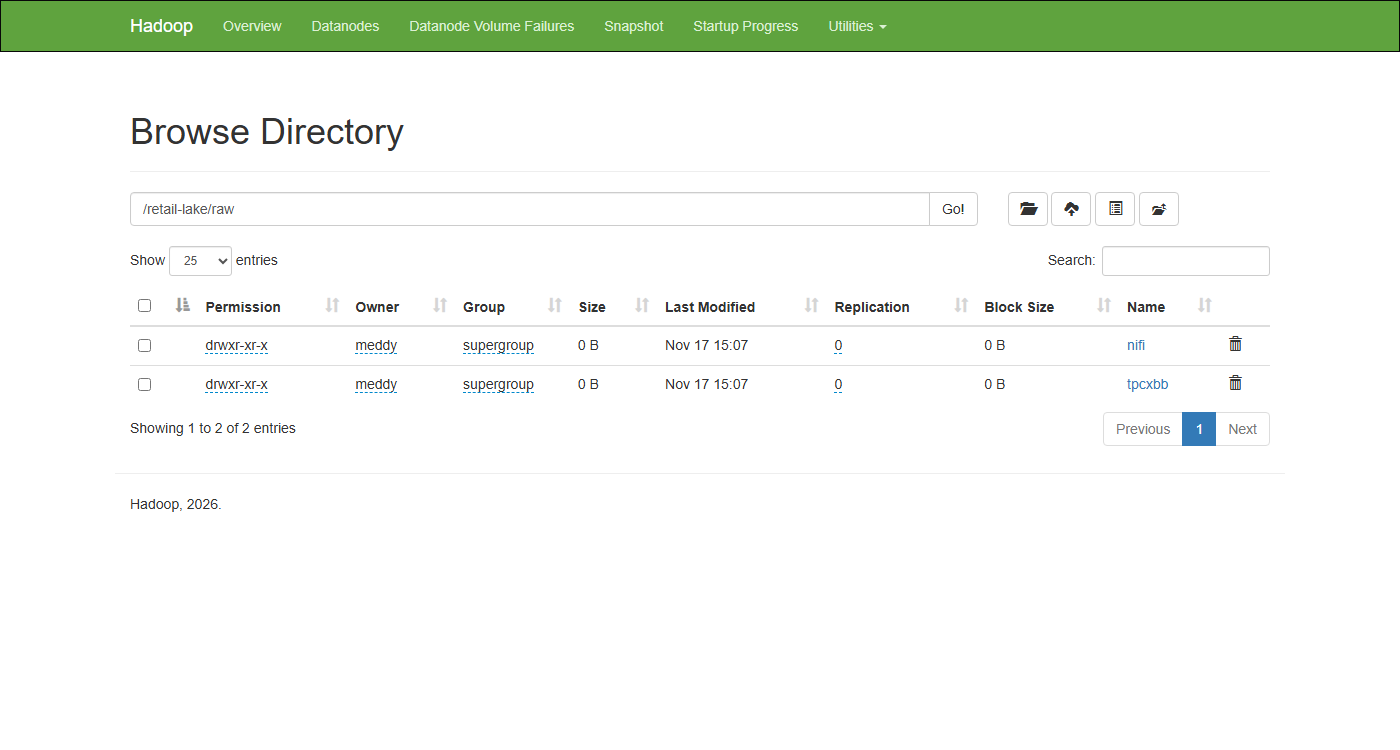 Hadoop Overview Datanodes Datanode Volume Failures Snapshot Startup Progress Utilities
Browse Directory
/retail-lake/raw Go!
Show 25 entries Search:
Permission Owner Group Size Last Modified Replication Block Size Name
drwxr-xr-x meddy supergroup 0 B Nov 17 15:07 0 0 B nifi
drwxr-xr-x meddy supergroup 0 B Nov 17 15:07 0 0 B tpcxbb
Showing 1 to 2 of 2 entries Previous 1 Next
Hadoop, 2026.